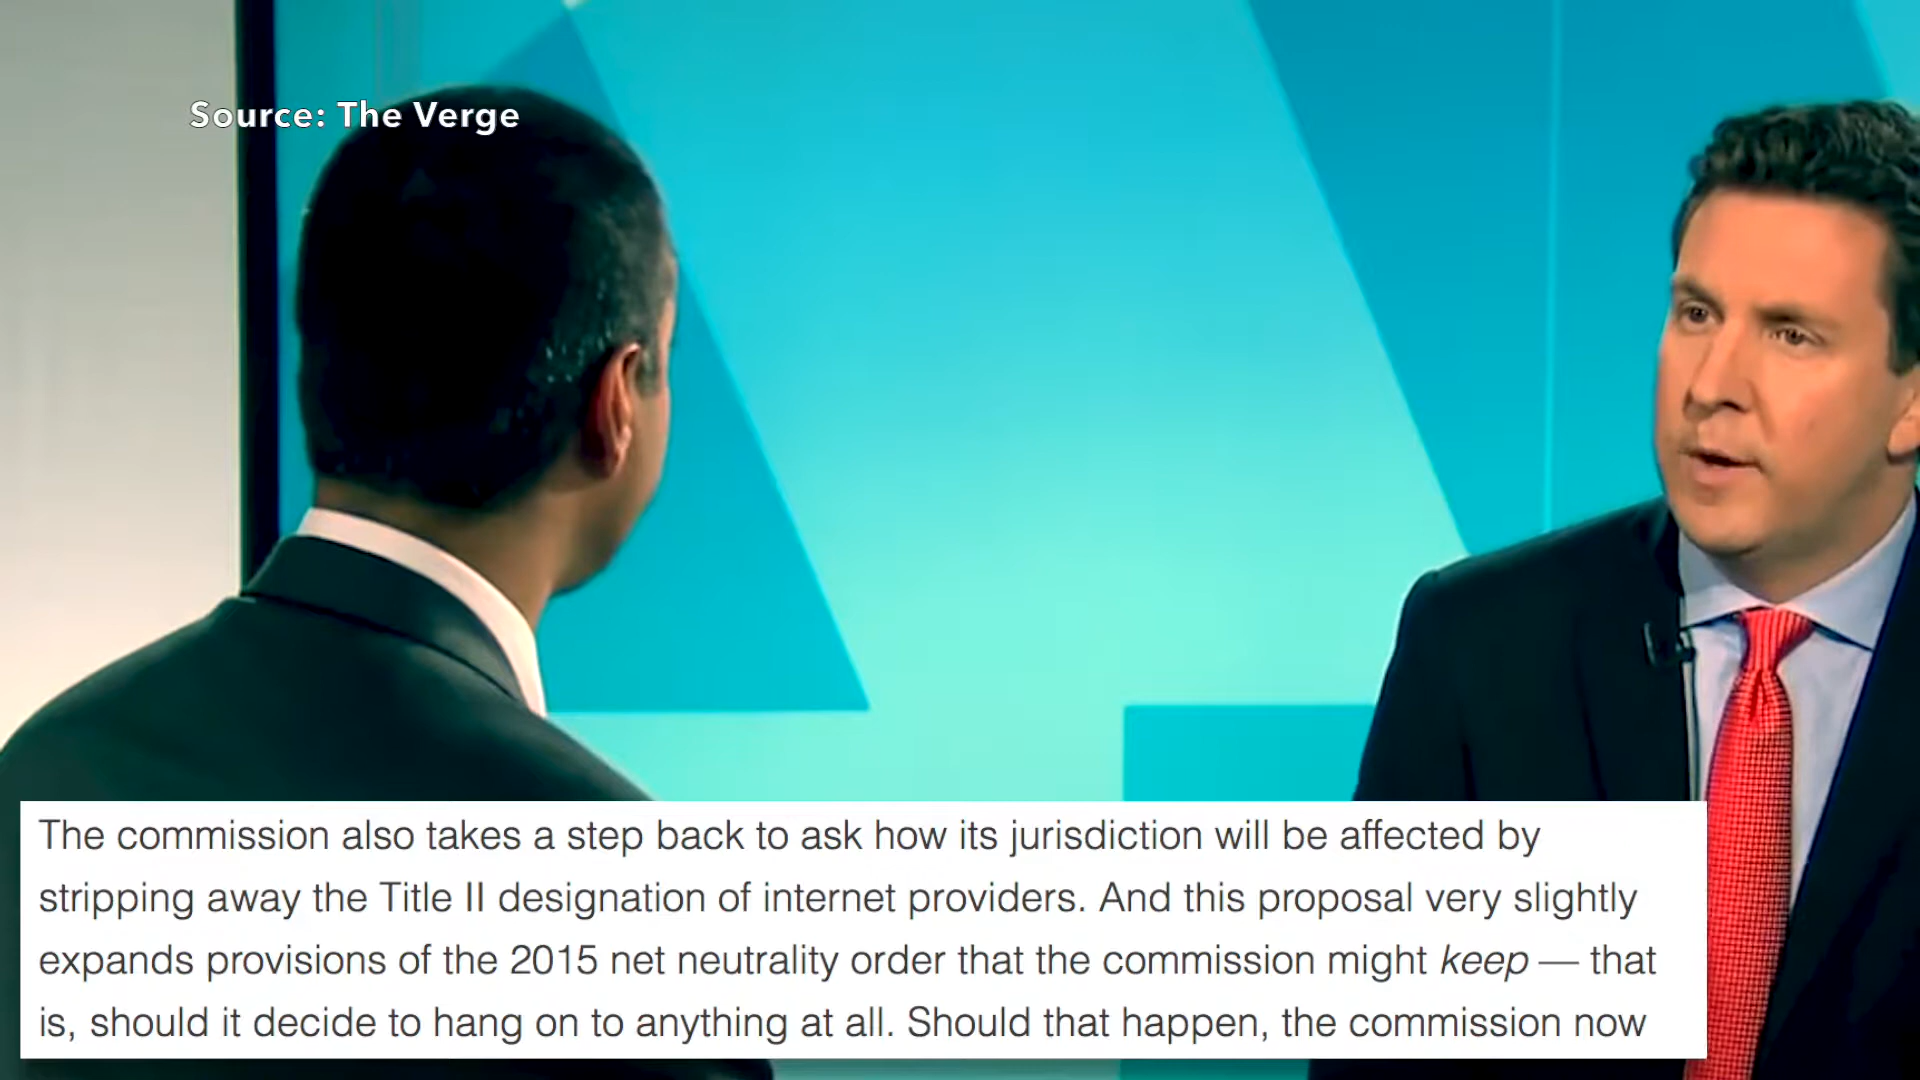 Source: The Verge
The commission also takes a step back to ask how its jurisdiction will be affected by
stripping away the Title II designation of internet providers. And this proposal very slightly
expands provisions of the 2015 net neutrality order that the commission might keep — that
is, should it decide to hang on to anything at all. Should that happen, the commission now